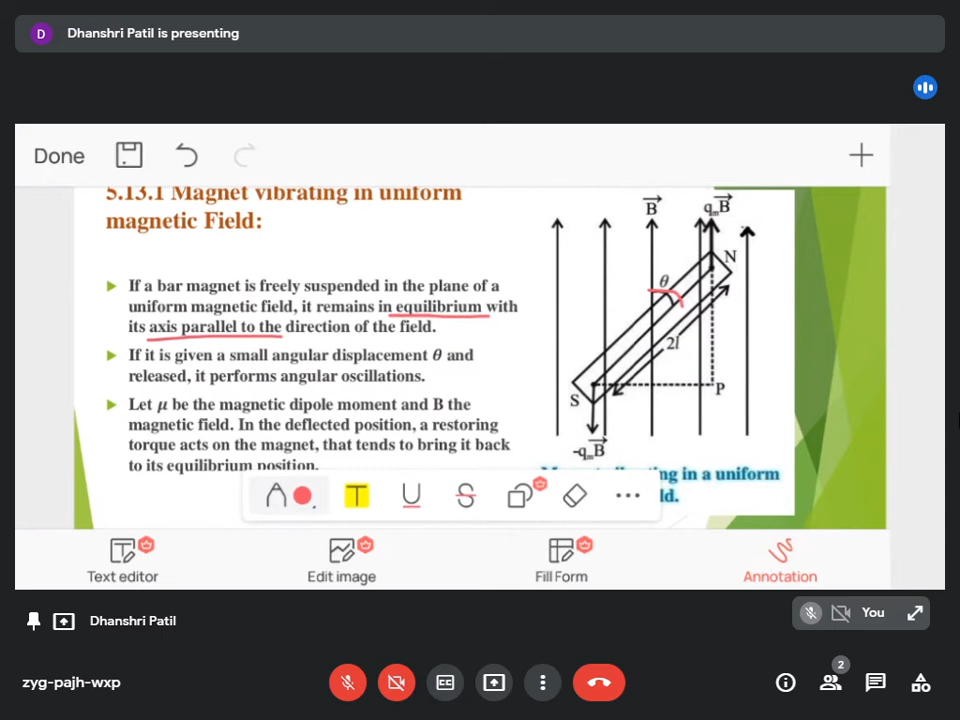 D Dhanshri Patil is presenting
Done
5.13.1 Magnet vibrating in uniform
magnetic Field:
If a bar magnet is freely suspended in the plane of a
uniform magnetic field, it remains in equilibrium with
its axis parallel to the direction of the field.
If it is given a small angular displacement θ and
released, it performs angular oscillations.
Let μ be the magnetic dipole moment and B the
magnetic field. In the deflected position, a restoring
torque acts on the magnet, that tends to bring it back
to its equilibrium position.
B
qmB
N
θ
2l
S
P
-qmB
in a uniform
T U S
Text editor
Edit image
Fill Form
Annotation
Dhanshri Patil
You
zyg-pajh-wxp
2